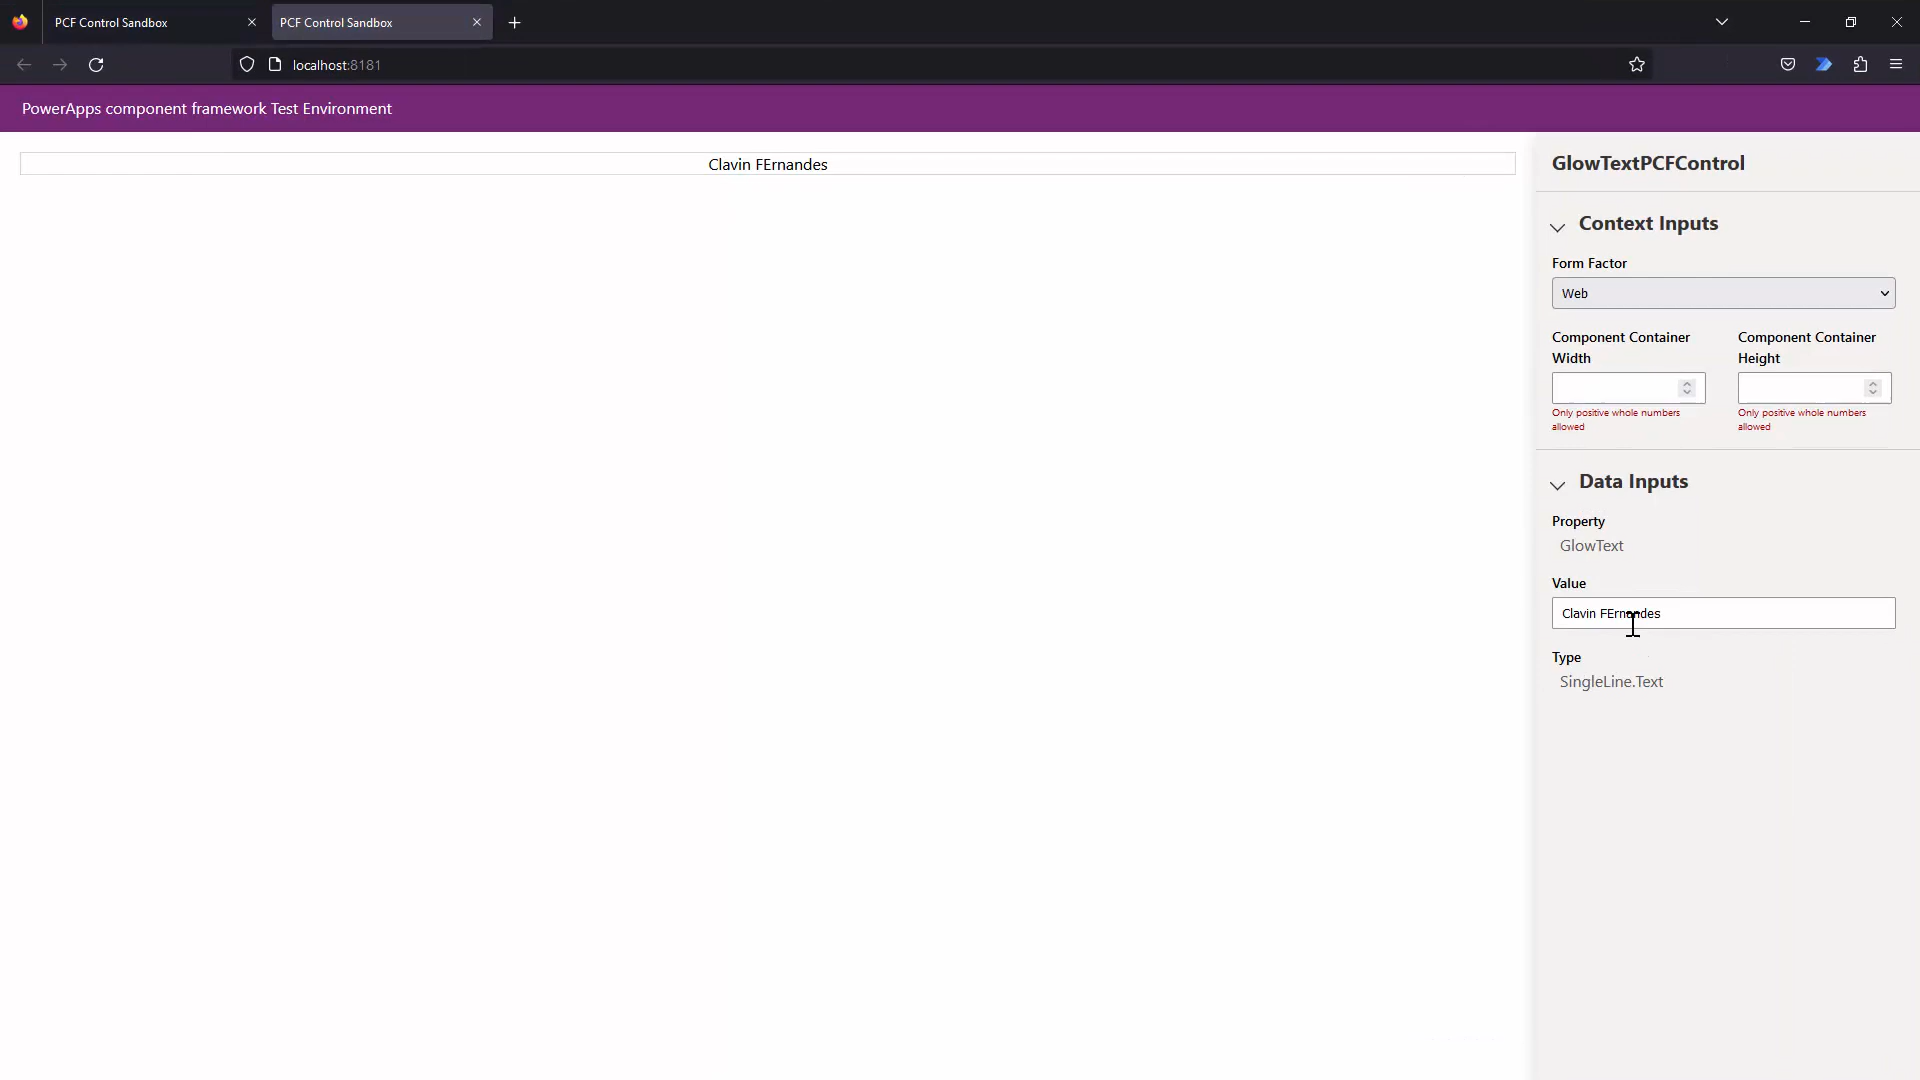 PCF Control Sandbox
PCF Control Sandbox
localhost:8181
PowerApps component framework Test Environment
Clavin FErnandes
GlowTextPCFControl
Context Inputs
Form Factor
Web
Component Container
Width
Component Container
Height
Only positive whole numbers
allowed
Only positive whole numbers
allowed
Data Inputs
Property
GlowText
Value
Clavin FErnandes
Type
SingleLine.Text